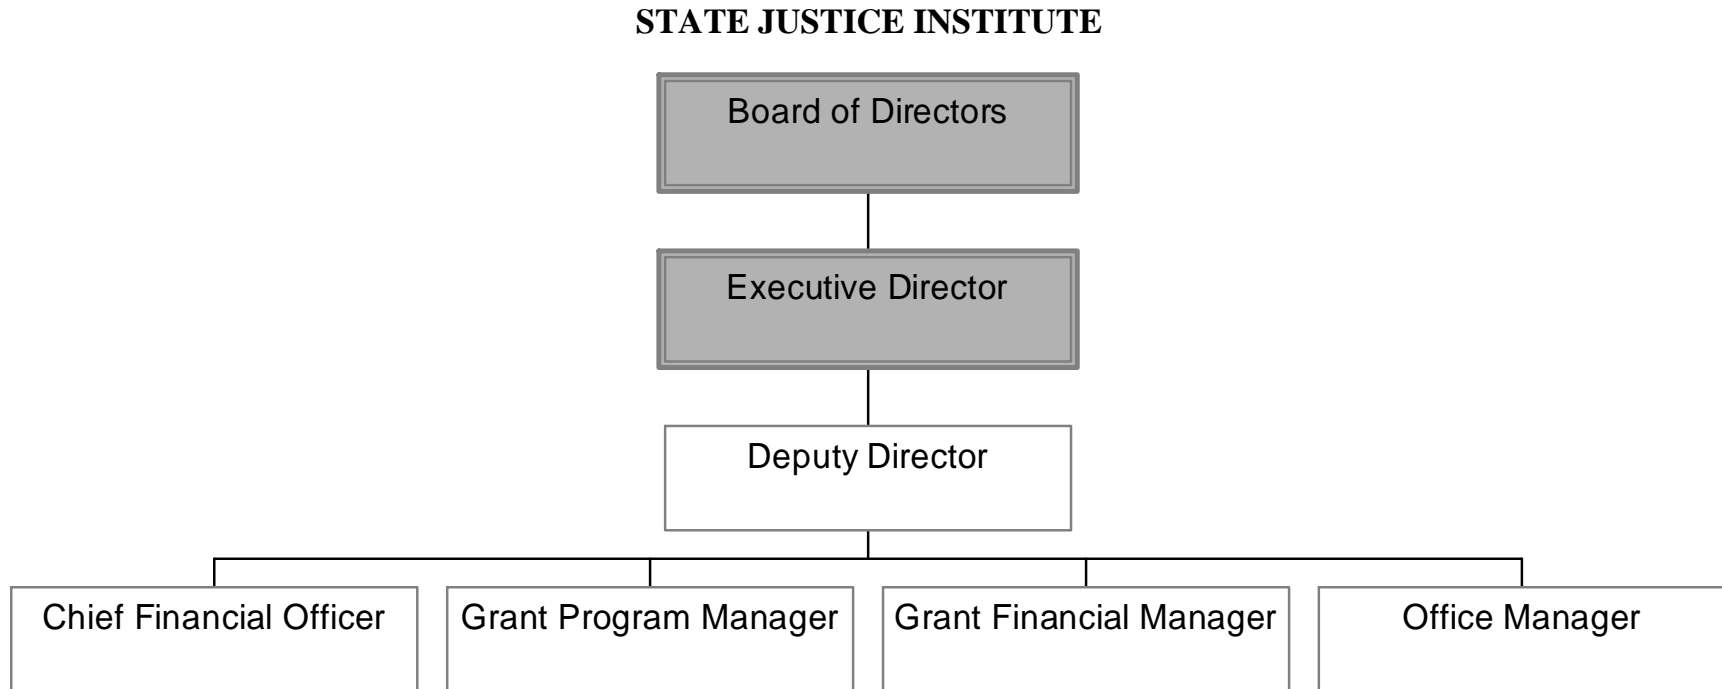 STATE JUSTICE INSTITUTE
Board of Directors
Executive Director
Deputy Director
Chief Financial Officer
Grant Program Manager
Grant Financial Manager
Office Manager